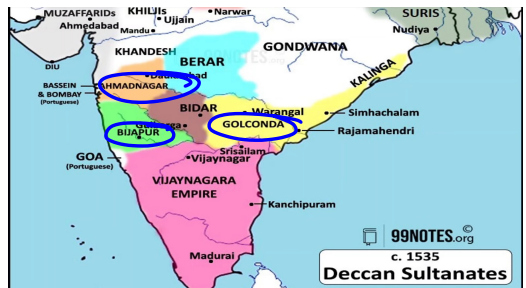 MUZAFFARIDS
Ahmedabad
KHILJIS
Ujjain
Mandu
Narwar
SURIS
Nudiya
GONDWANA
KHANDESH
BERAR
DIU
BASSEIN
& BOMBAY
(Portuguese)
AHMADNAGAR
KALINGA
BIDAR
Warangal
Simhachalam
GOLCONDA
Rajamahendri
BIJAPUR
Srisailam
GOA
(Portuguese)
Vijaynagar
VIJAYNAGARA
EMPIRE
Kanchipuram
Madurai
99NOTES.org
©
c. 1535
Deccan Sultanates